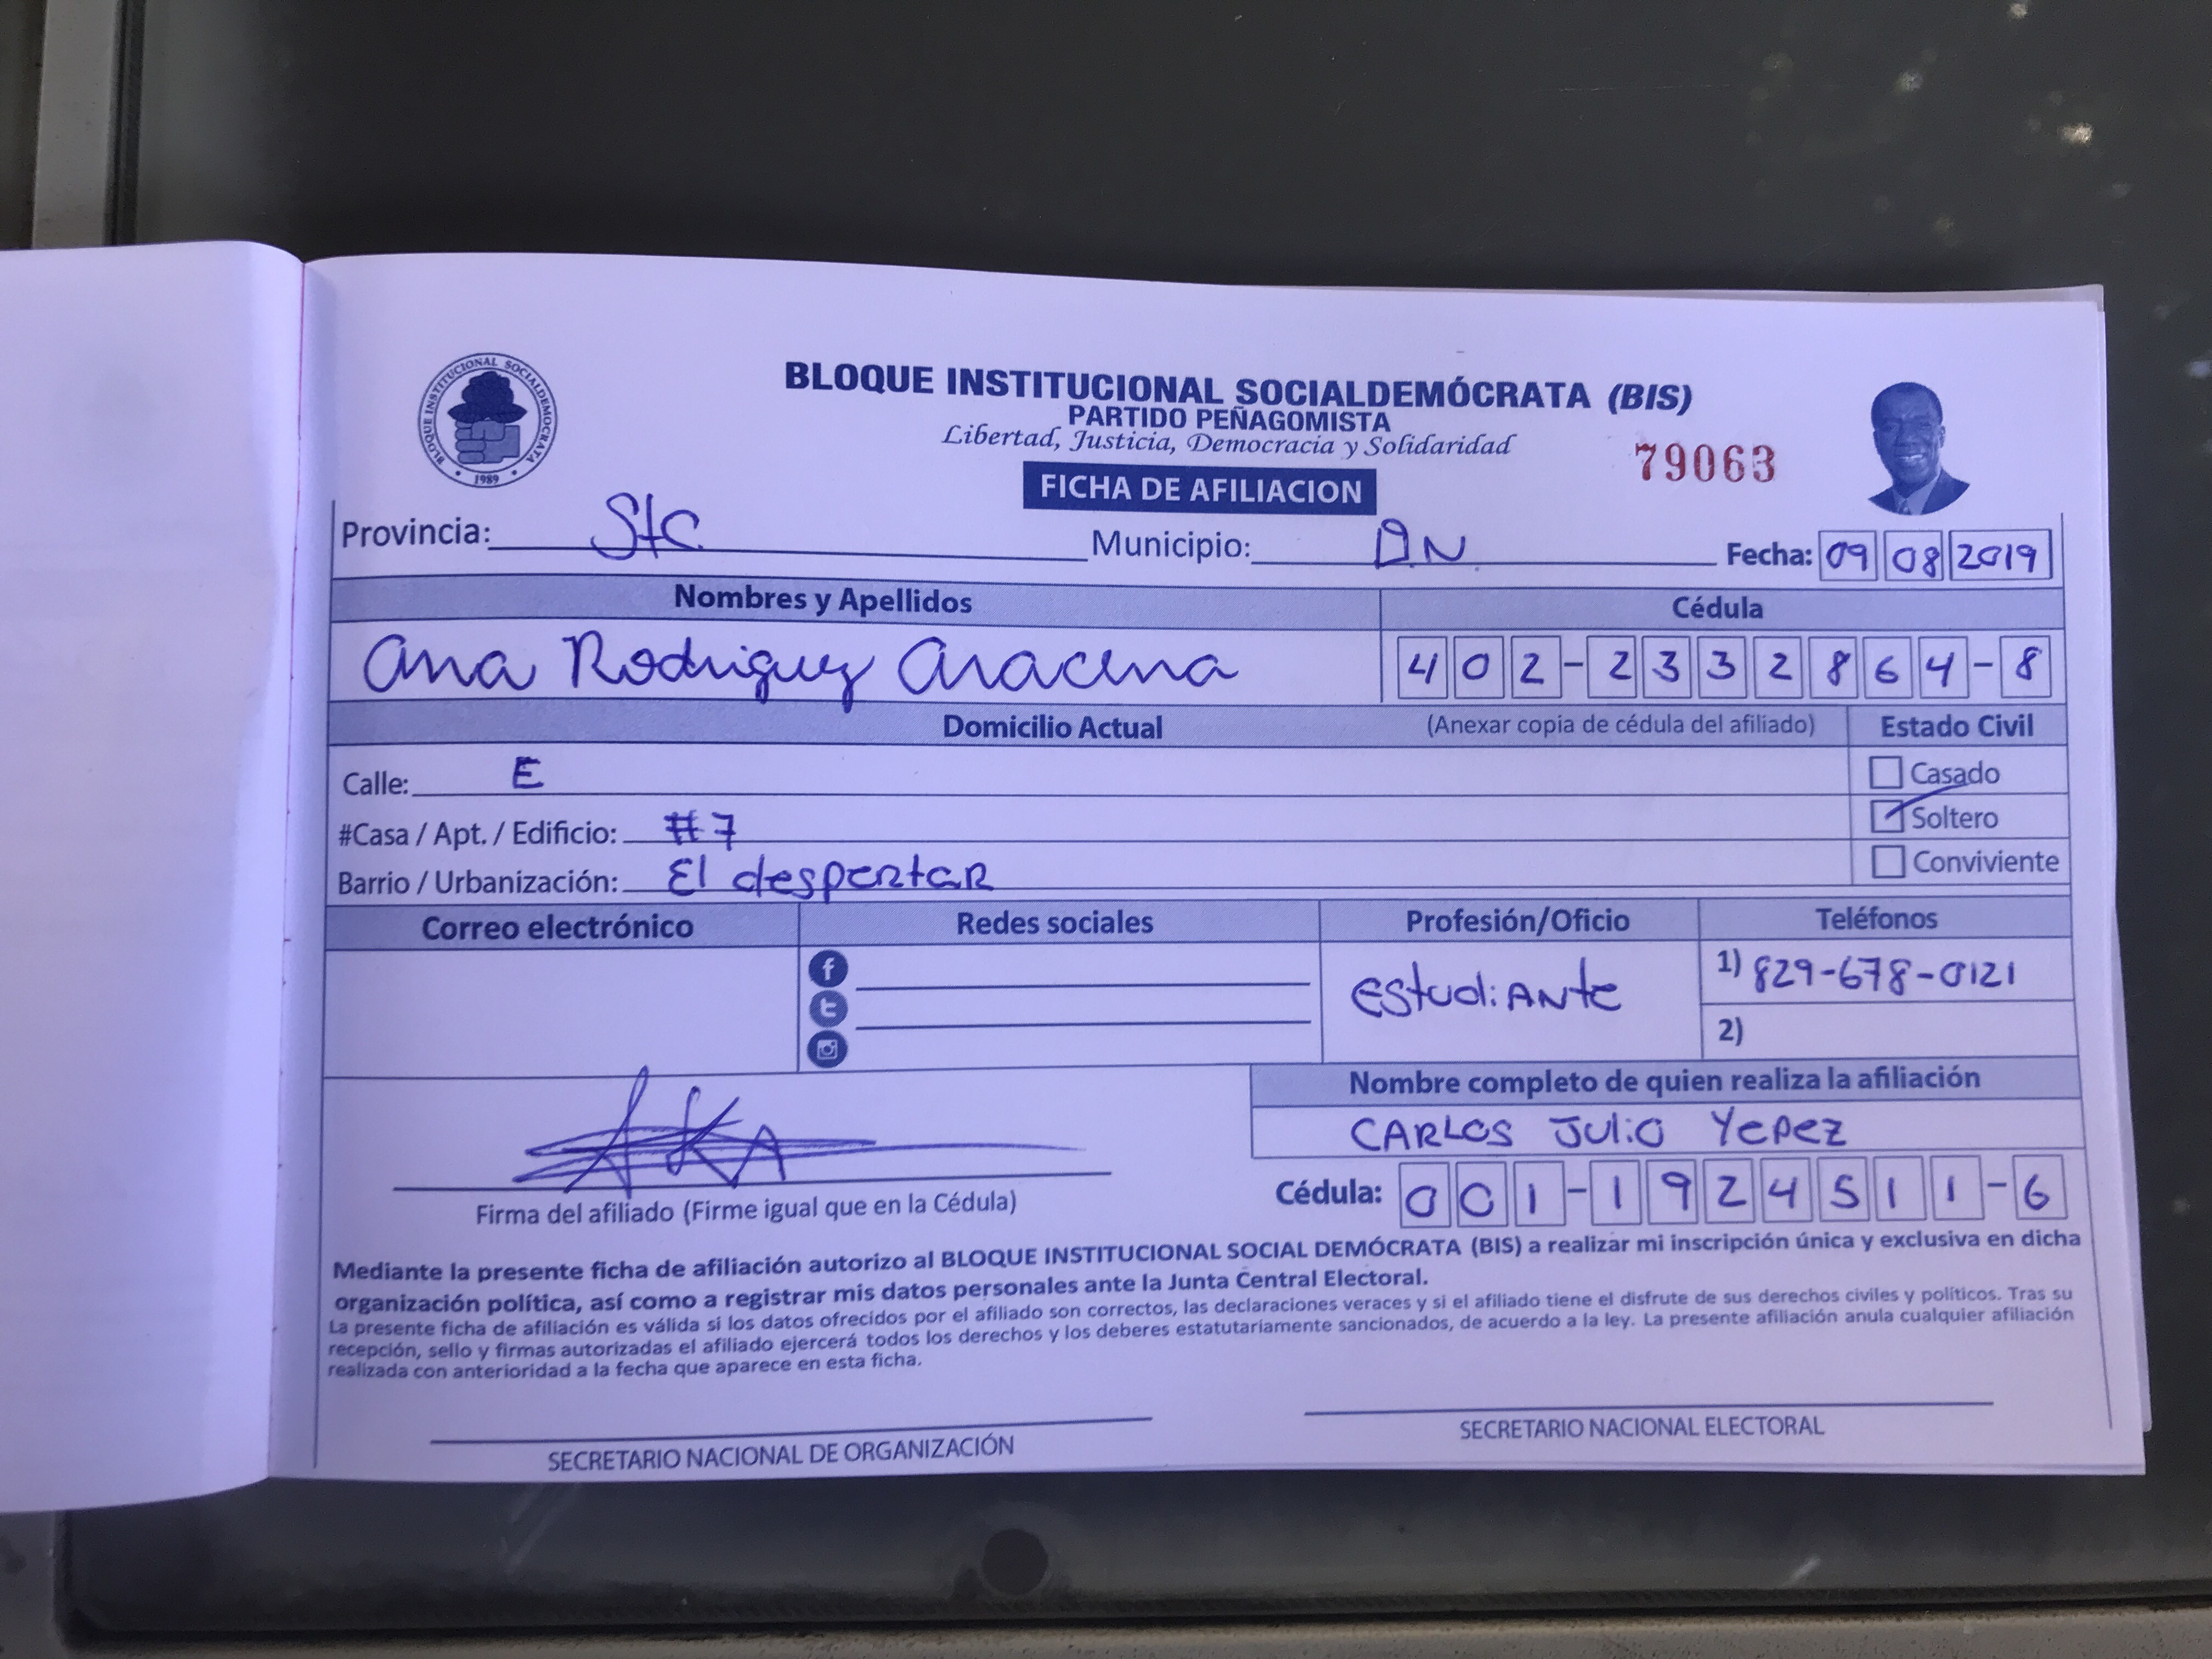 BLOQUE INSTITUCIONAL SOCIALDEMOCRATA
1989
BLOQUE INSTITUCIONAL SOCIALDEMÓCRATA (BIS)
PARTIDO PEÑAGOMISTA
Libertad, Justicia, Democracia y Solidaridad
79063
FICHA DE AFILIACION
Provincia: Municipio: D.N. Fecha: 09 08 2019
Nombres y Apellidos Cédula
Ana Rodriguez Aracena 402-2332864-8
Domicilio Actual (Anexar copia de cédula del afiliado) Estado Civil
Calle: E Casado
#Casa / Apt. / Edificio: #7 Soltero
Barrio / Urbanización: El despertar Conviviente
Correo electrónico Redes sociales Profesión/Oficio Teléfonos
Estudiante 1) 829-678-0121
2)
Nombre completo de quien realiza la afiliación
CARLOS Julio Yepez
Cédula: 001-1924511-6
Firma del afiliado (Firme igual que en la Cédula)
Mediante la presente ficha de afiliación autorizo al BLOQUE INSTITUCIONAL SOCIAL DEMÓCRATA (BIS) a realizar mi inscripción única y exclusiva en dicha
organización política, así como a registrar mis datos personales ante la Junta Central Electoral.
La presente ficha de afiliación es válida si los datos ofrecidos por el afiliado son correctos, las declaraciones veraces y si el afiliado tiene el disfrute de sus derechos civiles y políticos. Tras su
recepción, sello y firmas autorizadas el afiliado ejercerá todos los derechos y los deberes estatutariamente sancionados, de acuerdo a la ley. La presente afiliación anula cualquier afiliación
realizada con anterioridad a la fecha que aparece en esta ficha.
SECRETARIO NACIONAL DE ORGANIZACIÓN SECRETARIO NACIONAL ELECTORAL